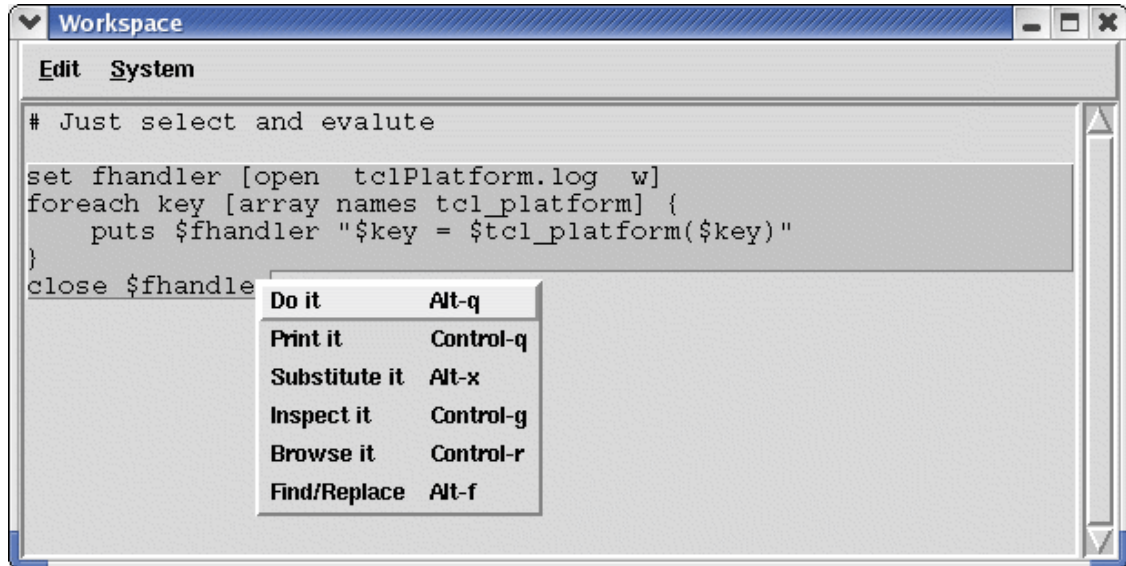 Workspace
Edit System
# Just select and evalute
set fhandler [open  tclPlatform.log  w]
foreach key [array names tcl_platform] {
    puts $fhandler "$key = $tcl_platform($key)"
}
close $fhandle
Do it Alt-q
Print it Control-q
Substitute it Alt-x
Inspect it Control-g
Browse it Control-r
Find/Replace Alt-f